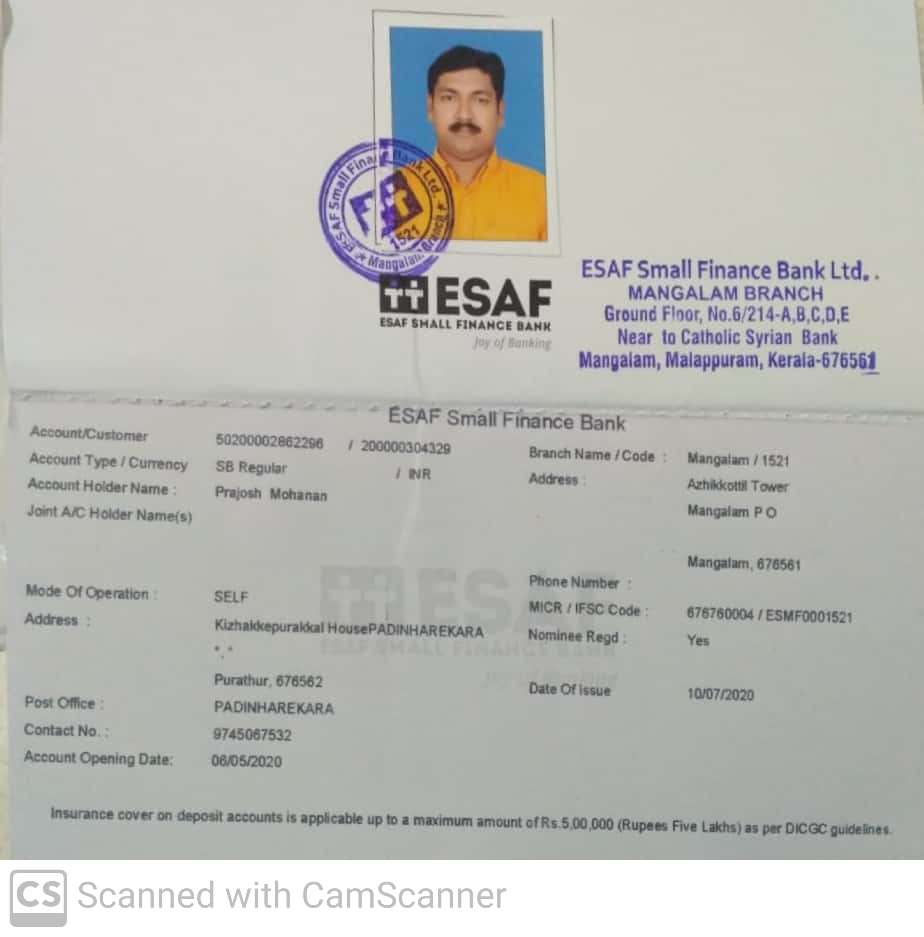 ESAF Small Finance Bank Ltd.
1521
Mangalam Branch
ESAF
ESAF SMALL FINANCE BANK
Joy of Banking
ESAF Small Finance Bank Ltd. .
MANGALAM BRANCH
Ground Floor, No.6/214-A,B,C,D,E
Near to Catholic Syrian Bank
Mangalam, Malappuram, Kerala-676561
ESAF Small Finance Bank
Account/Customer 50200002862296 / 200000304329
Account Type / Currency SB Regular / INR
Account Holder Name : Prajosh Mohanan
Joint A/C Holder Name(s)
Branch Name / Code : Mangalam / 1521
Address : Azhikkottil Tower
Mangalam P O
Mangalam, 676561
Mode Of Operation : SELF
Address : Kizhakkepurakkal HousePADINHAREKARA
*.*
Purathur, 676562
Post Office : PADINHAREKARA
Contact No. : 9745067532
Account Opening Date: 06/05/2020
Phone Number :
MICR / IFSC Code : 676760004 / ESMF0001521
Nominee Regd : Yes
Date Of Issue 10/07/2020
ESAF
ESAF SMALL FINANCE BANK
Joy of Banking
Insurance cover on deposit accounts is applicable up to a maximum amount of Rs.5,00,000 (Rupees Five Lakhs) as per DICGC guidelines.
CS Scanned with CamScanner